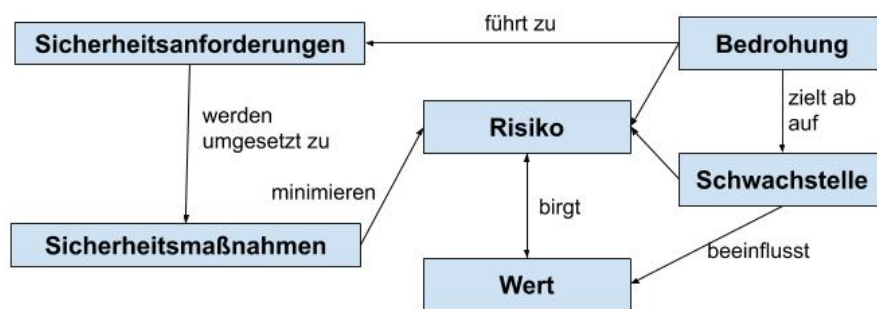 Sicherheitsanforderungen
führt zu
Bedrohung
werden
umgesetzt zu
Risiko
zielt ab
auf
minimieren
Schwachstelle
birgt
Sicherheitsmaßnahmen
beeinflusst
Wert